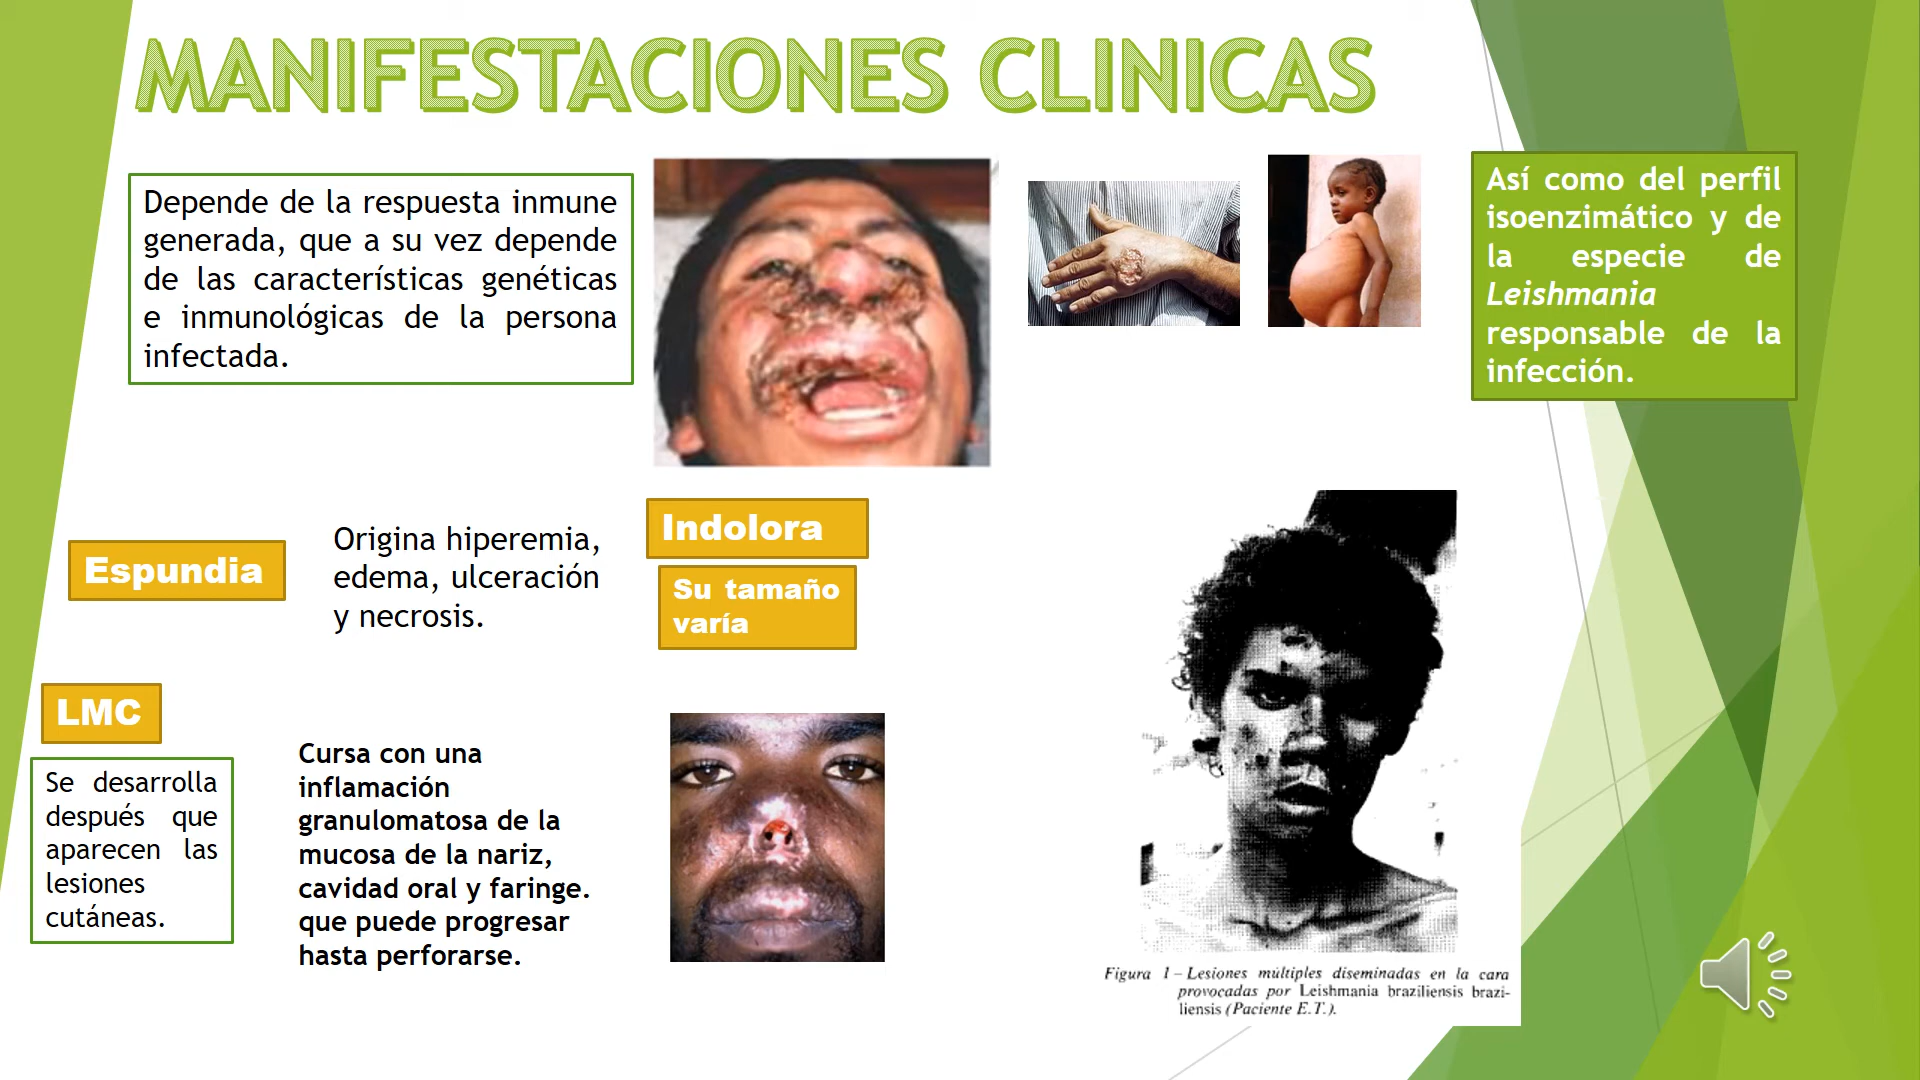 MANIFESTACIONES CLINICAS
Depende de la respuesta inmune
generada, que a su vez depende
de las características genéticas
e inmunológicas de la persona
infectada.
Así como del perfil
isoenzimático y de
la especie de
Leishmania
responsable de la
infección.
Espundia
Origina hiperemia,
edema, ulceración
y necrosis.
Indolora
Su tamaño
varía
LMC
Se desarrolla
después que
aparecen las
lesiones
cutáneas.
Cursa con una
inflamación
granulomatosa de la
mucosa de la nariz,
cavidad oral y faringe.
que puede progresar
hasta perforarse.
Figura 1 – Lesiones múltiples diseminadas en la cara
provocadas por Leishmania braziliensis brazi-
liensis (Paciente E.T.).